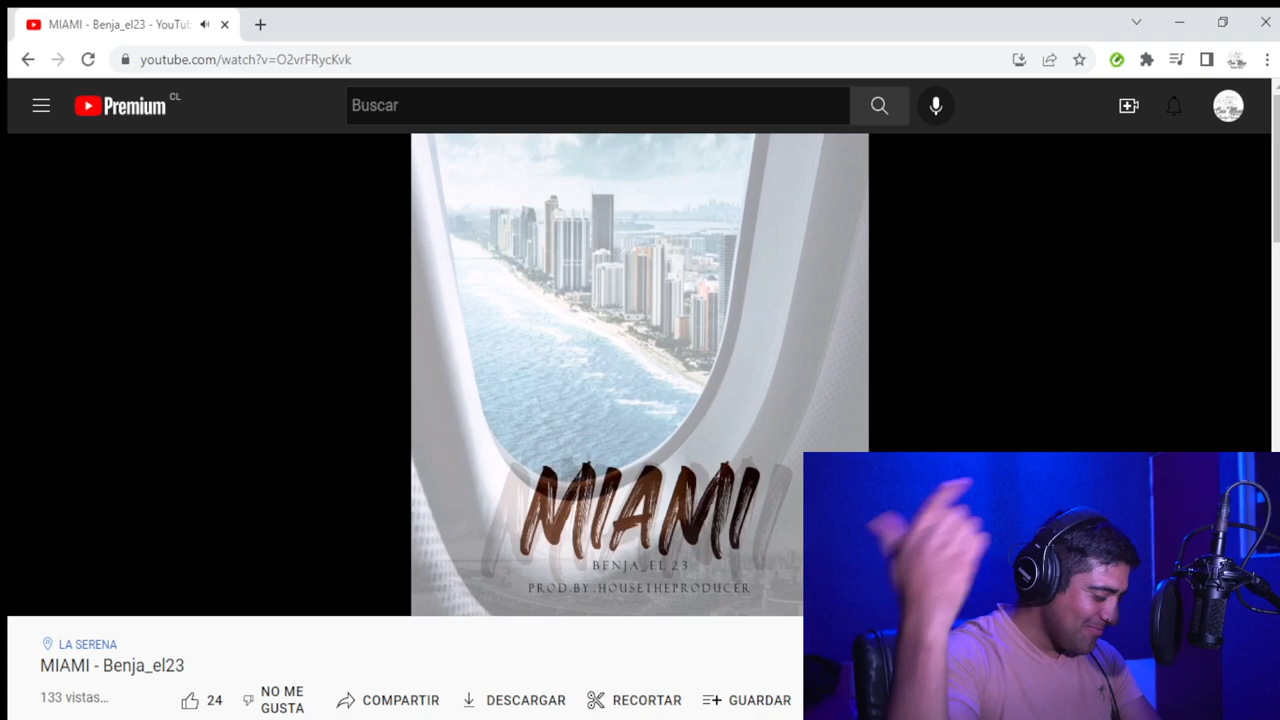 MIAMI - Benja_el23 - YouTu
youtube.com/watch?v=O2vrFRycKvk
Premium CL
Buscar
MIAMI
BENJA_EL 23
PROD.BY .HOUSETHEPRODUCER
LA SERENA
MIAMI - Benja_el23
133 vistas...
24
NO ME GUSTA
COMPARTIR
DESCARGAR
RECORTAR
GUARDAR